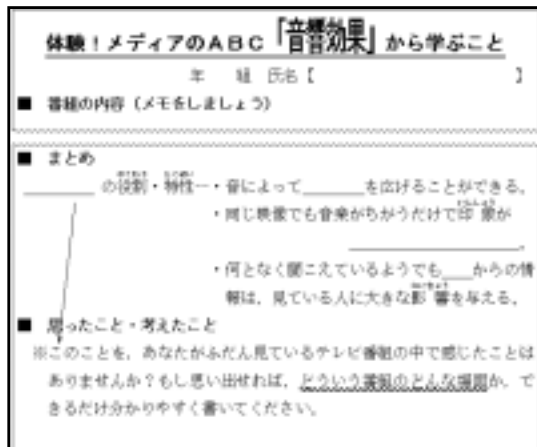 体験！メディアのＡＢＣ「音響効果」から学ぶこと
年　組　氏名【　　　　　　】
■ 番組の内容（メモをしましょう）
■ まとめ
________ の役割・特性…・音によって________を広げることができる。
・同じ映像でも音楽がちがうだけで印象が
________________。
・何となく聞こえているようでも____からの情
報は、見ている人に大きな影響を与える。
■ 思ったこと・考えたこと
※このことを、あなたがふだん見ているテレビ番組の中で感じたことは
ありませんか？もし思い出せれば、どういう番組のどんな場面か、で
きるだけ分かりやすく書いてください。